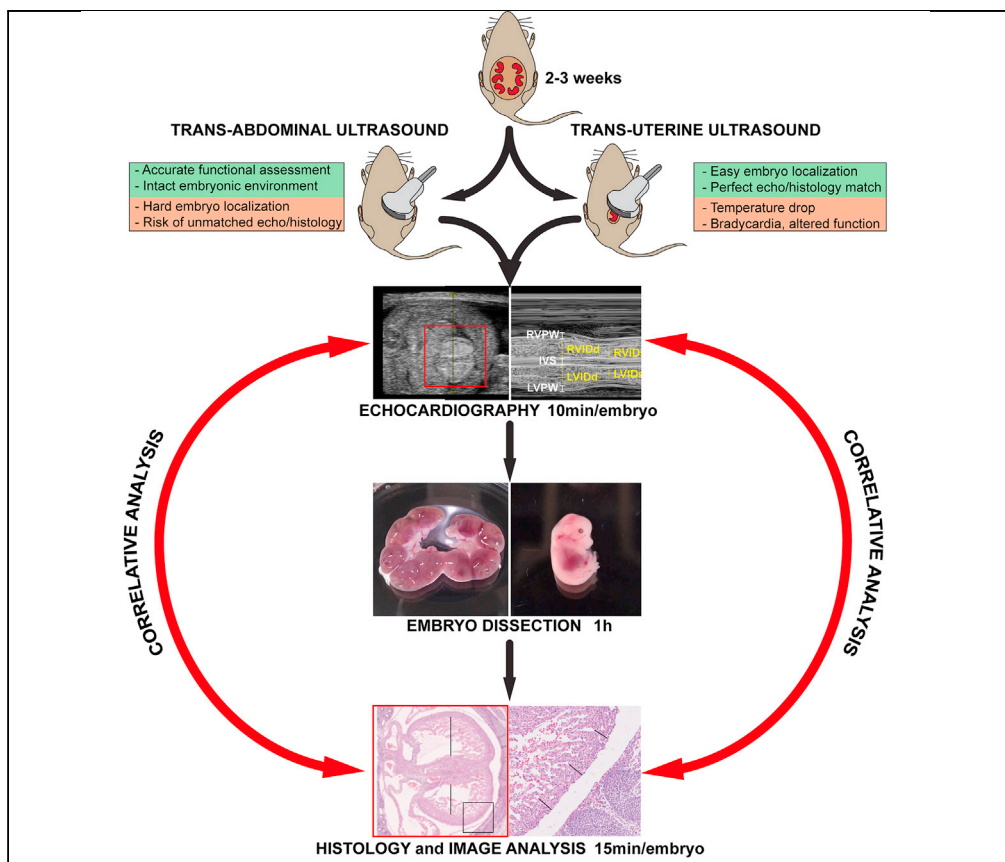 2-3 weeks
TRANS-ABDOMINAL ULTRASOUND
TRANS-UTERINE ULTRASOUND
- Accurate functional assessment
- Intact embryonic environment
- Hard embryo localization
- Risk of unmatched echo/histology
- Easy embryo localization
- Perfect echo/histology match
- Temperature drop
- Bradycardia, altered function
RVPW
IVS
LVPW
RVIDd
LVIDd
ECHOCARDIOGRAPHY 10min/embryo
CORRELATIVE ANALYSIS
CORRELATIVE ANALYSIS
EMBRYO DISSECTION 1h
HISTOLOGY and IMAGE ANALYSIS 15min/embryo